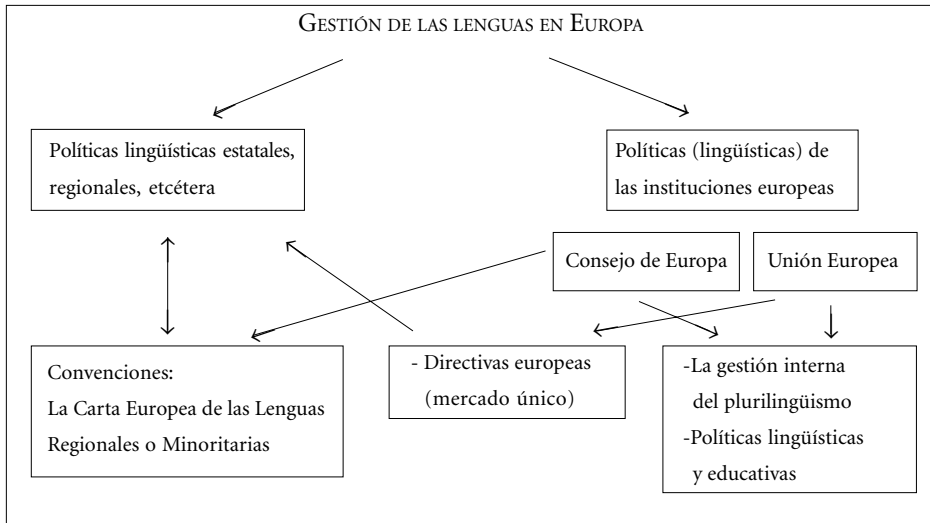 GESTIÓN DE LAS LENGUAS EN EUROPA
Políticas lingüísticas estatales,
regionales, etcétera
Políticas (lingüísticas) de
las instituciones europeas
Consejo de Europa
Unión Europea
Convenciones:
La Carta Europea de las Lenguas
Regionales o Minoritarias
- Directivas europeas
(mercado único)
-La gestión interna
del plurilingüismo
-Políticas lingüísticas
y educativas